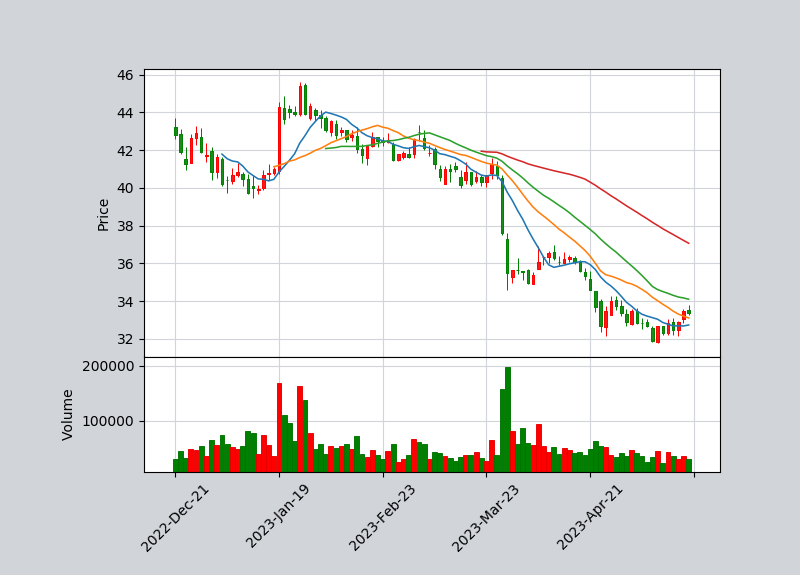 46
44
42
40
38
36
34
32
Price
200000
100000
Volume
2022-Dec-21
2023-Jan-19
2023-Feb-23
2023-Mar-23
2023-Apr-21